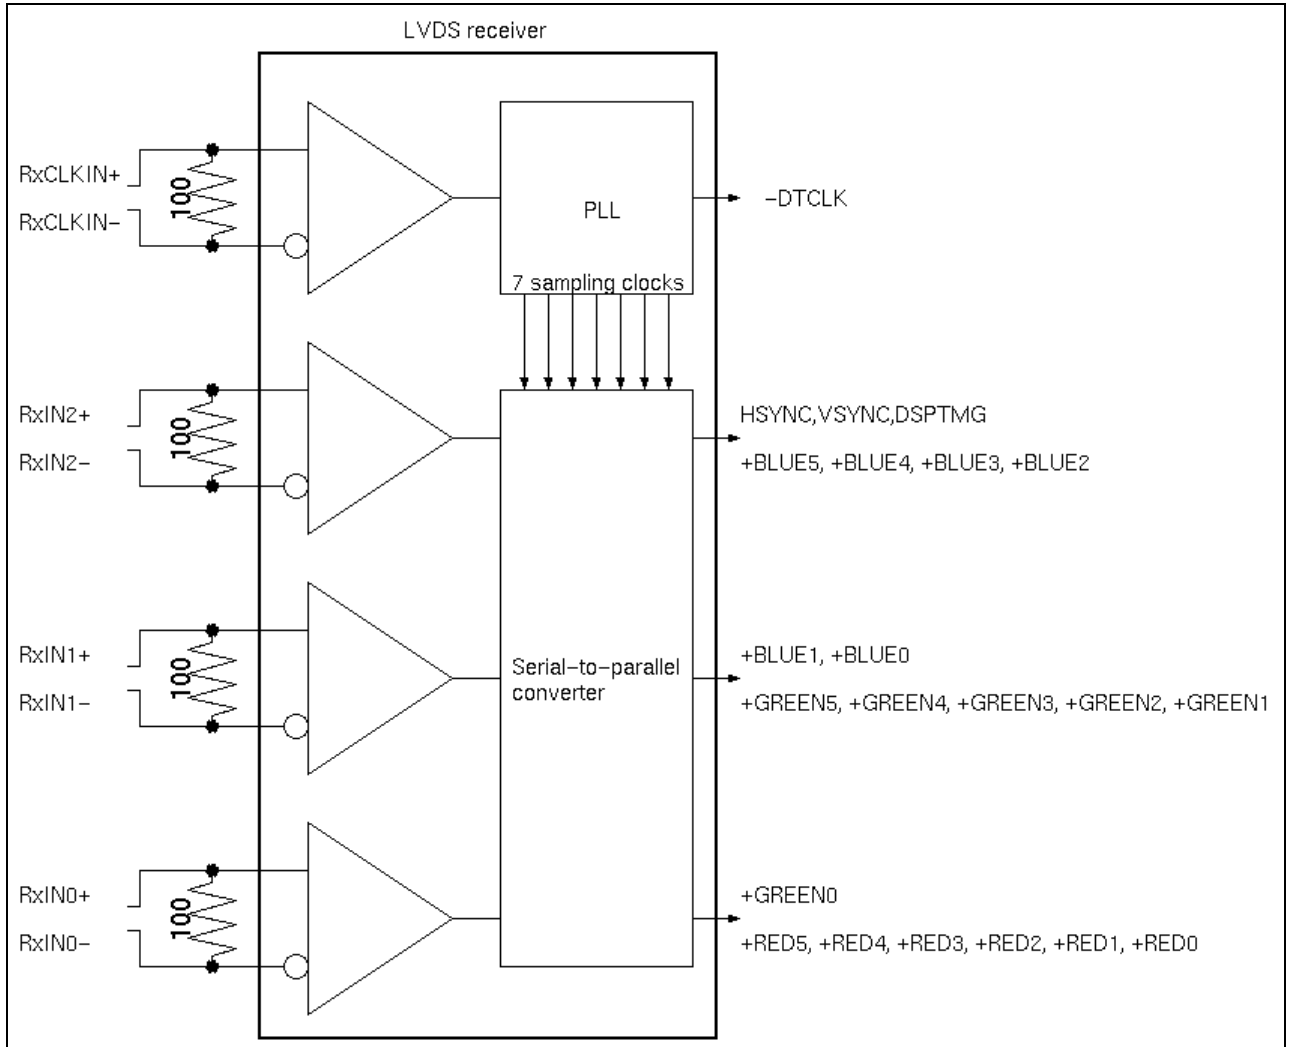 LVDS receiver
RxCLKIN+
RxCLKIN-
100
PLL
-DTCLK
7 sampling clocks
RxIN2+
RxIN2-
100
HSYNC,VSYNC,DSPTMG
+BLUE5, +BLUE4, +BLUE3, +BLUE2
RxIN1+
RxIN1-
100
Serial-to-parallel
converter
+BLUE1, +BLUE0
+GREEN5, +GREEN4, +GREEN3, +GREEN2, +GREEN1
RxIN0+
RxIN0-
100
+GREEN0
+RED5, +RED4, +RED3, +RED2, +RED1, +RED0